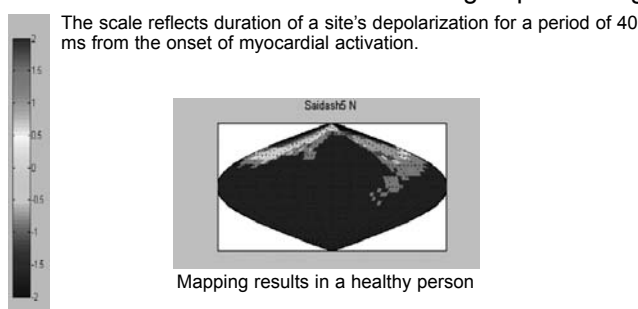 The scale reflects duration of a site's depolarization for a period of 40
ms from the onset of myocardial activation.
2
1.5
1
0.5
0
-0.5
-1
-1.5
-2
Saidash5 N
Mapping results in a healthy person